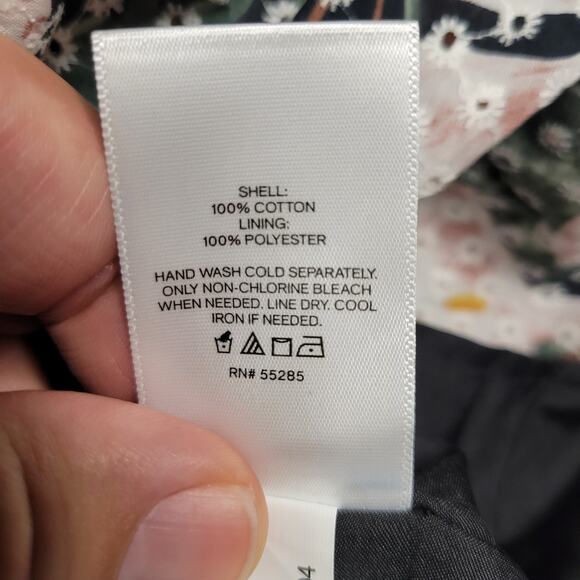 SHELL:
100% COTTON
LINING:
100% POLYESTER
HAND WASH COLD SEPARATELY.
ONLY NON-CHLORINE BLEACH
WHEN NEEDED. LINE DRY. COOL
IRON IF NEEDED.
RN# 55285
04